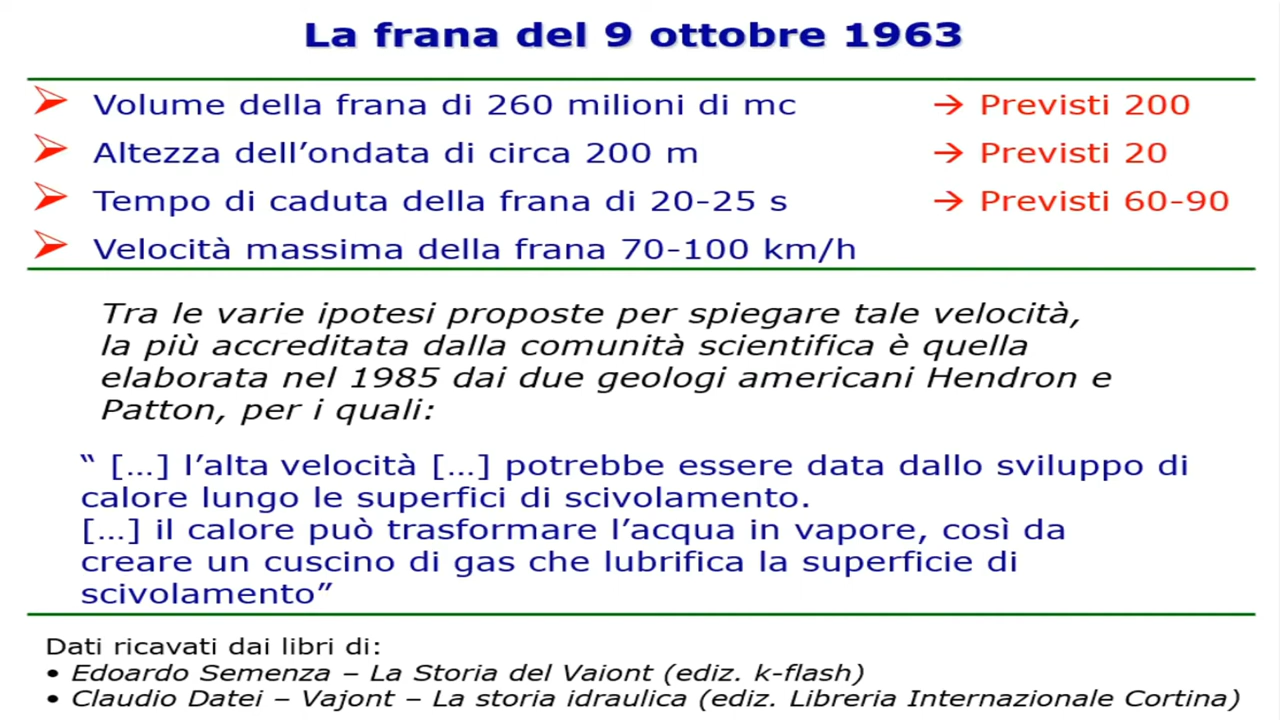 La frana del 9 ottobre 1963
➢ Volume della frana di 260 milioni di mc → Previsti 200
➢ Altezza dell’ondata di circa 200 m → Previsti 20
➢ Tempo di caduta della frana di 20-25 s → Previsti 60-90
➢ Velocità massima della frana 70-100 km/h
Tra le varie ipotesi proposte per spiegare tale velocità,
la più accreditata dalla comunità scientifica è quella
elaborata nel 1985 dai due geologi americani Hendron e
Patton, per i quali:
“ […] l’alta velocità […] potrebbe essere data dallo sviluppo di
calore lungo le superfici di scivolamento.
[…] il calore può trasformare l’acqua in vapore, così da
creare un cuscino di gas che lubrifica la superficie di
scivolamento”
Dati ricavati dai libri di:
• Edoardo Semenza – La Storia del Vaiont (ediz. k-flash)
• Claudio Datei – Vajont – La storia idraulica (ediz. Libreria Internazionale Cortina)